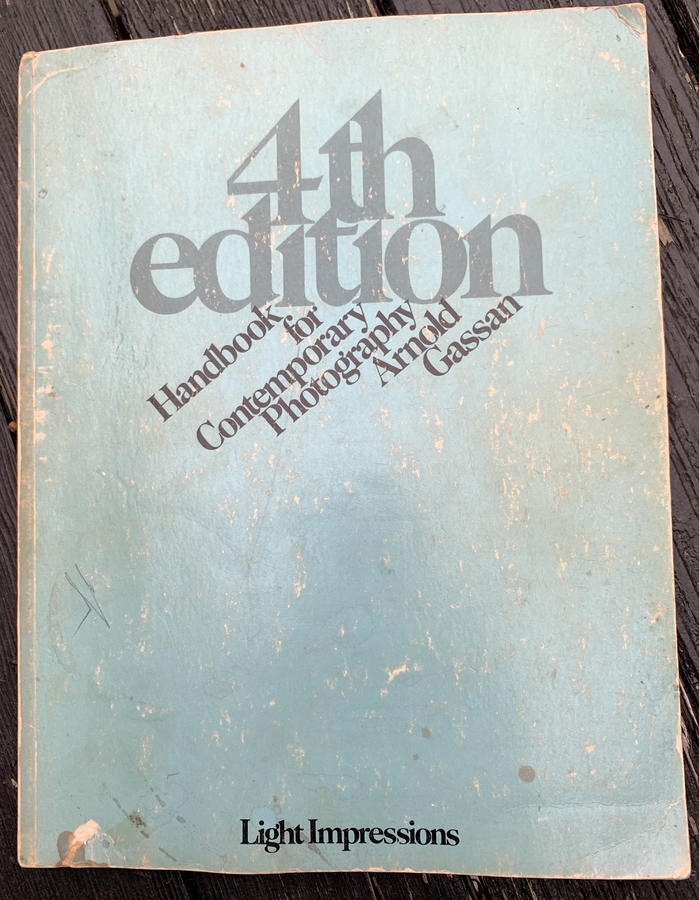 4th
edition
Handbook
for
Contemporary
Photography
Arnold
Gassan
Light Impressions